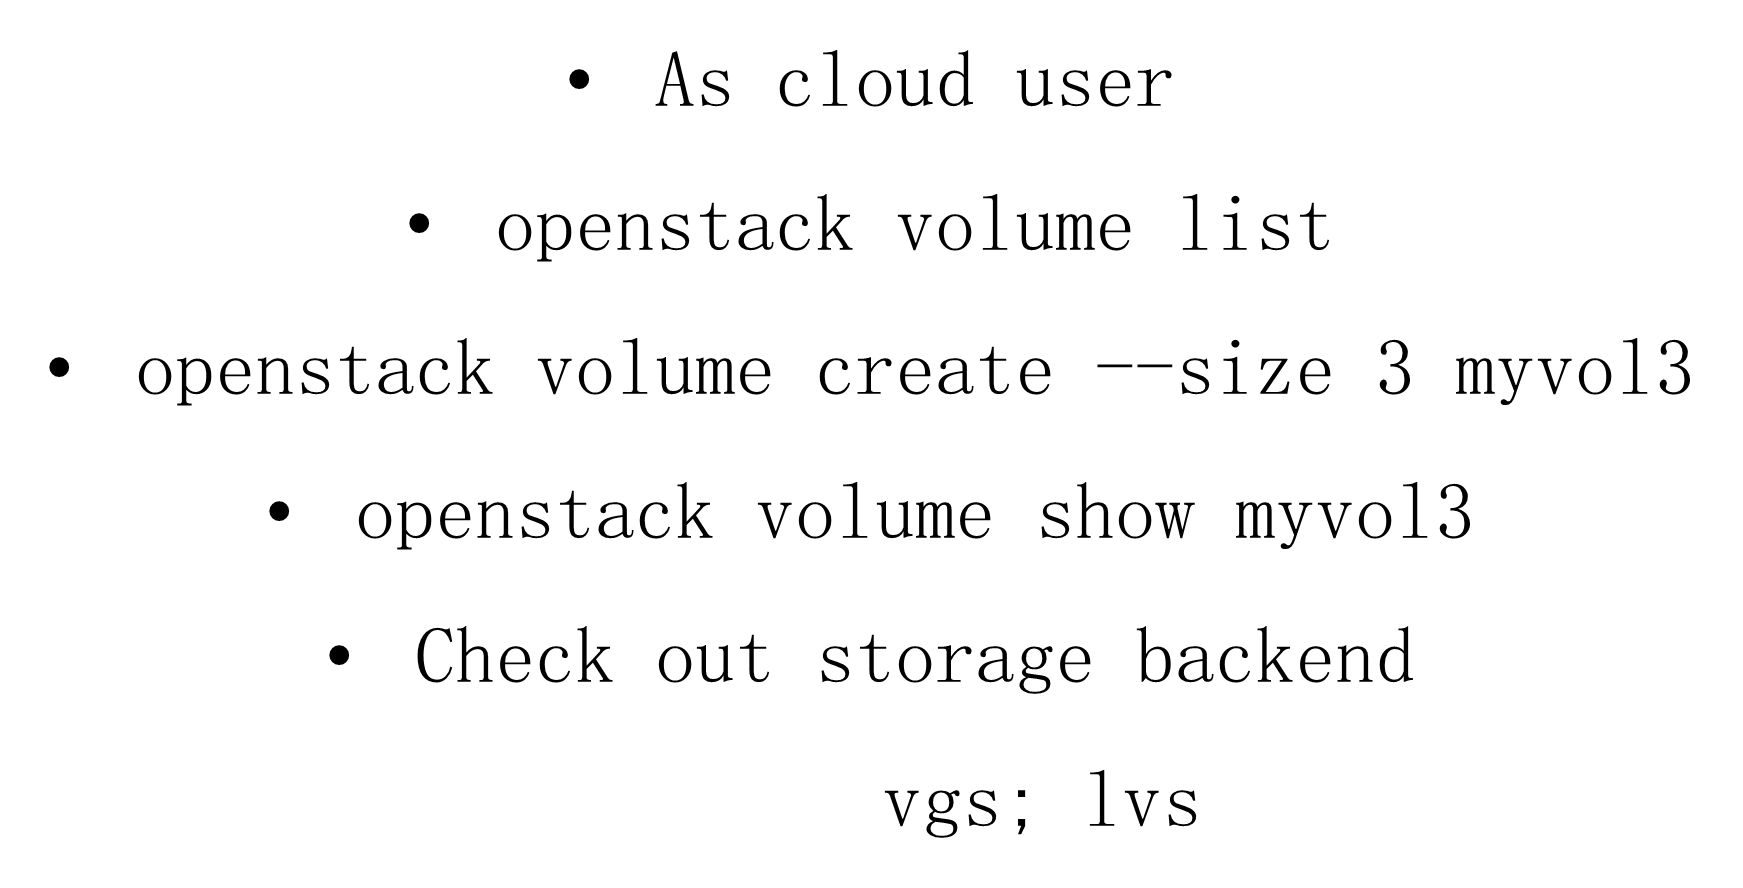 • As cloud user
• openstack volume list
• openstack volume create --size 3 myvol3
• openstack volume show myvol3
• Check out storage backend
vgs; lvs